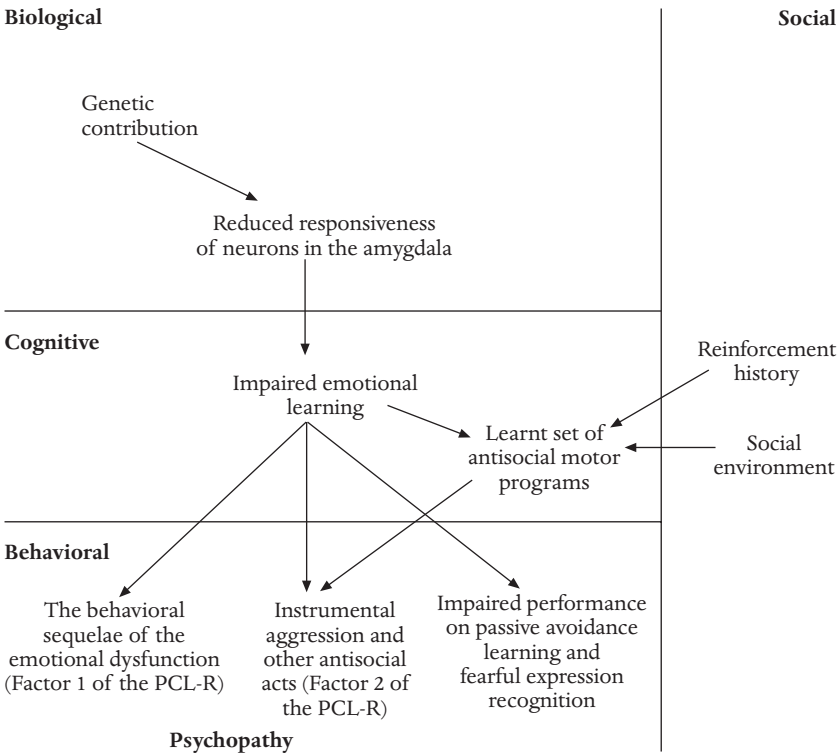 Biological
Social
Genetic
contribution
Reduced responsiveness
of neurons in the amygdala
Cognitive
Reinforcement
history
Impaired emotional
learning
Learnt set of
antisocial motor
programs
Social
environment
Behavioral
The behavioral
sequelae of the
emotional dysfunction
(Factor 1 of the PCL-R)
Instrumental
aggression and
other antisocial
acts (Factor 2 of
the PCL-R)
Impaired performance
on passive avoidance
learning and
fearful expression
recognition
Psychopathy